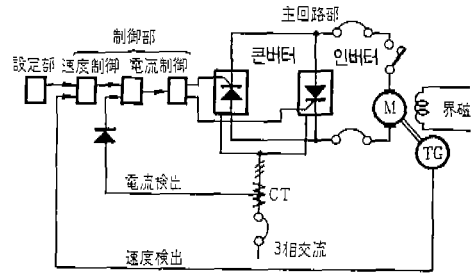 主回路部
制御部
콘버터
인버터
設定部 速度制御 電流制御
M
界磁
TG
電流検出
CT
3相交流
速度検出